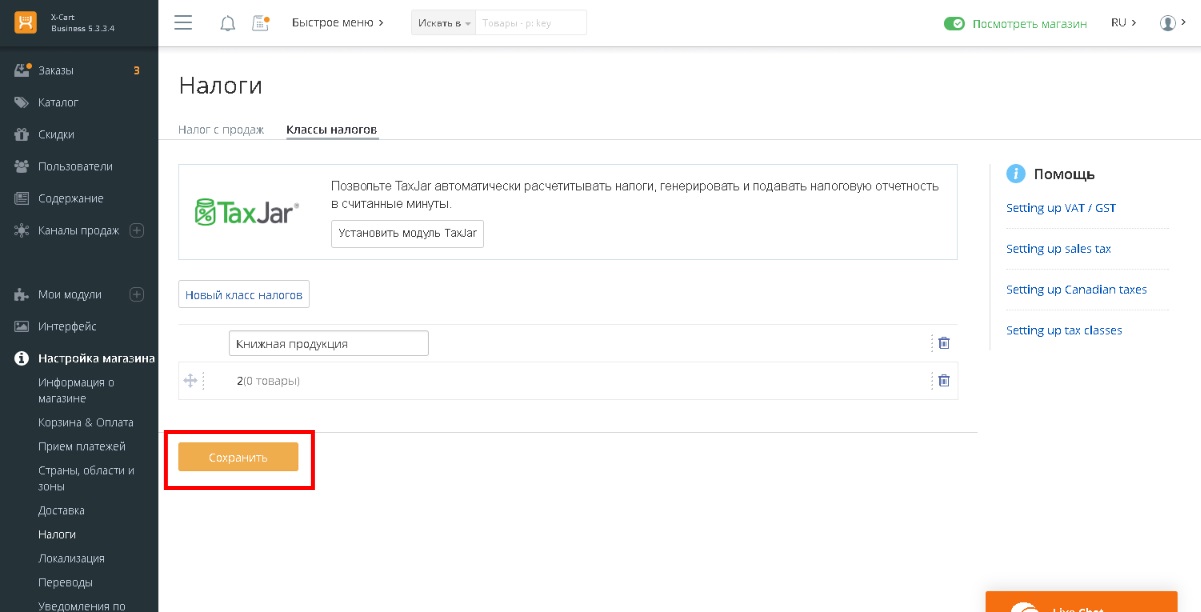 X-Cart
Business 5.3.3.4
Быстрое меню
Искать в
Товары - pr key
Посмотреть магазин
RU
Заказы
3
Каталог
Скидки
Пользователи
Содержание
Каналы продаж
Мои модули
Интерфейс
Настройка магазина
Информация о
магазине
Корзина & Оплата
Прием платежей
Страны, области и
зоны
Доставка
Налоги
Локализация
Переводы
Уведомления по
Налоги
Налог с продаж
Классы налогов
TaxJar
Позвольте TaxJar автоматически расчетитывать налоги, генерировать и подавать налоговую отчетность
в считанные минуты.
Установить модуль TaxJar
Новый класс налогов
Книжная продукция
2(0 товары)
Сохранить
Помощь
Setting up VAT / GST
Setting up sales tax
Setting up Canadian taxes
Setting up tax classes
Live Chat